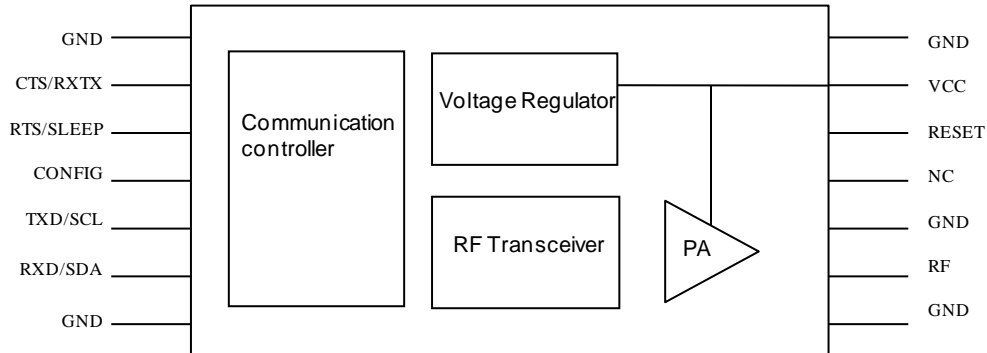 GND
CTS/RXTX
RTS/SLEEP
CONFIG
TXD/SCL
RXD/SDA
GND
Communication
controller
Voltage Regulator
RF Transceiver
PA
GND
VCC
RESET
NC
GND
RF
GND